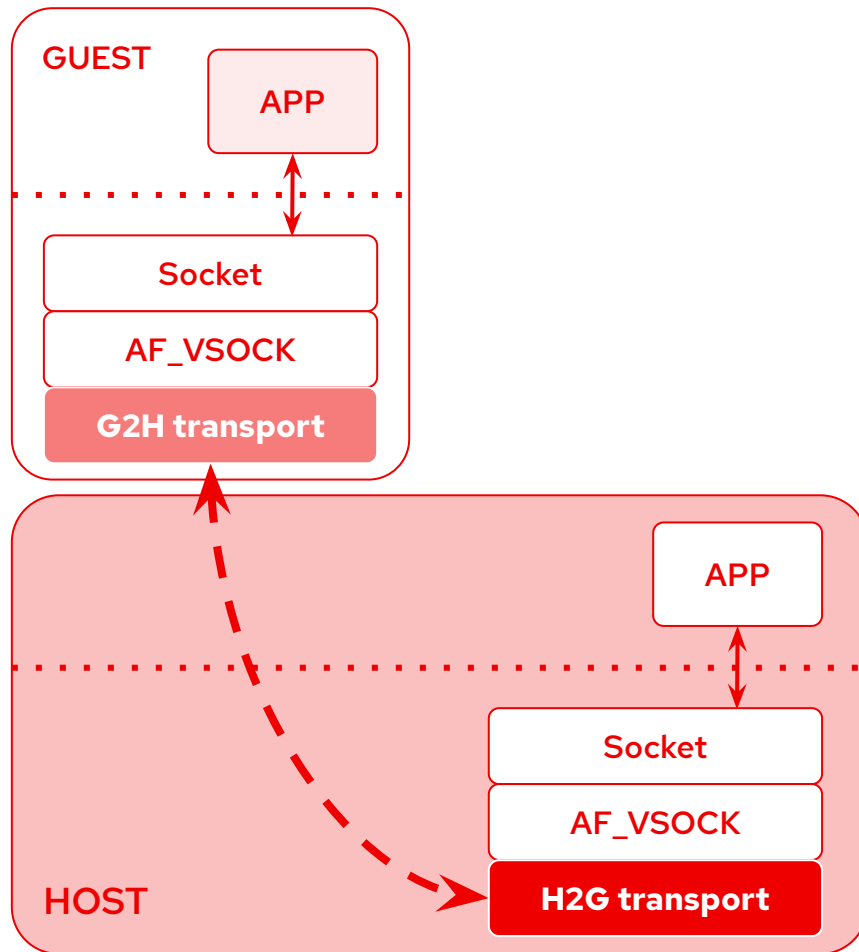 GUEST
APP
Socket
AF_VSOCK
G2H transport
APP
Socket
AF_VSOCK
H2G transport
HOST